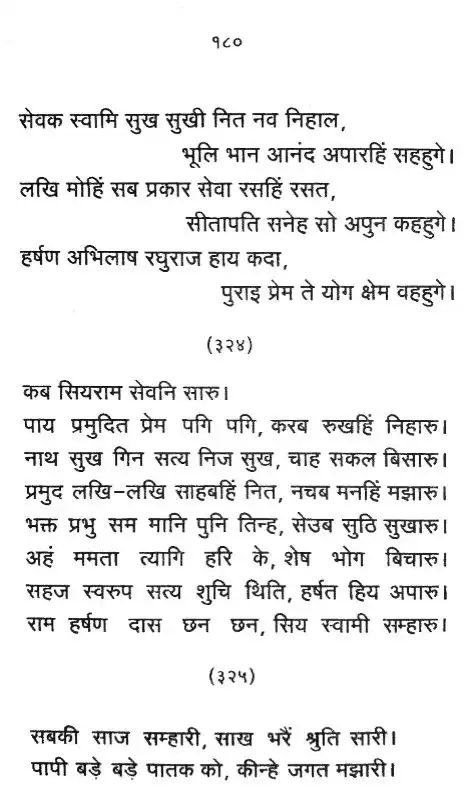 १८०
सेवक स्वामि सुख सुखी नित नव निहाल,
भूलि भान आनंद अपारहिं सहहुगे।
लखि मोहिं सब प्रकार सेवा रसहिं रसत,
सीतापति सनेह सो अपुन कहहुगे।
हर्षण अभिलाष रघुराज हाय कदा,
पुराइ प्रेम ते योग क्षेम वहहुगे।
(३२४)
कब सियराम सेवनि सारु।
पाय प्रमुदित प्रेम पगि पगि, करब रुखहिं निहारु।
नाथ सुख गिन सत्य निज सुख, चाह सकल बिसारु।
प्रमुद लखि-लखि साहबहिं नित, नचब मनहिं मझारु।
भक्त प्रभु सम मानि पुनि तिन्ह, सेउब सुठि सुखारु।
अहं ममता त्यागि हरि के, शेष भोग बिचारु।
सहज स्वरुप सत्य शुचि थिति, हर्षत हिय अपारु।
राम हर्षण दास छन छन, सिय स्वामी सम्हारु।
(३२५)
सबकी साज सम्हारी, साख भरैं श्रुति सारी।
पापी बड़े बड़े पातक को, कीन्हे जगत मझारी।